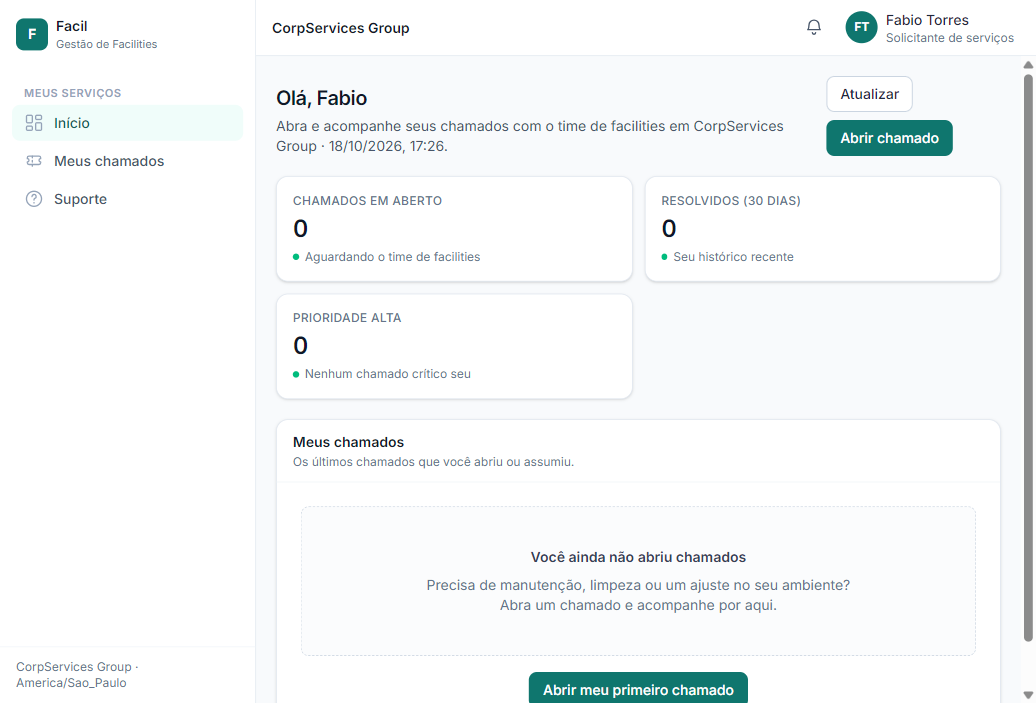 F
Facil
Gestão de Facilities
MEUS SERVIÇOS
Início
Meus chamados
Suporte
CorpServices Group ·
America/Sao_Paulo
CorpServices Group
FT
Fabio Torres
Solicitante de serviços
Olá, Fabio
Abra e acompanhe seus chamados com o time de facilities em CorpServices
Group · 18/10/2026, 17:26.
Atualizar
Abrir chamado
CHAMADOS EM ABERTO
0
Aguardando o time de facilities
RESOLVIDOS (30 DIAS)
0
Seu histórico recente
PRIORIDADE ALTA
0
Nenhum chamado crítico seu
Meus chamados
Os últimos chamados que você abriu ou assumiu.
Você ainda não abriu chamados
Precisa de manutenção, limpeza ou um ajuste no seu ambiente?
Abra um chamado e acompanhe por aqui.
Abrir meu primeiro chamado